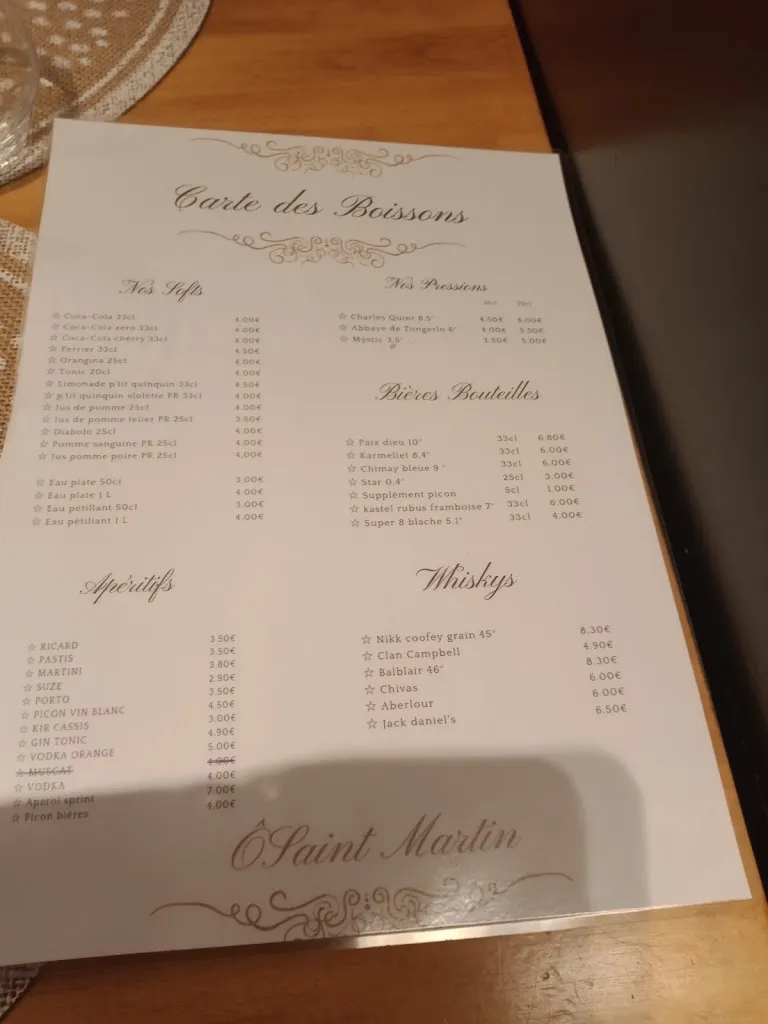 Carte des Boissons
Nos Softs
☆ Coca-Cola 33cl 4.00€
☆ Coca-Cola zero 33cl 4.00€
☆ Coca-Cola cherry 33cl 4.00€
☆ Perrier 33cl 4.50€
☆ Orangina 25cl 4.00€
☆ Tonic 20cl 4.00€
☆ Limonade p'tit quinquin 33cl 4.50€
☆ p'tit quinquin violette PR 33cl 4.00€
☆ Jus de pomme 25cl 4.00€
☆ Jus de pomme telier PR 25cl 3.50€
☆ Diabolo 25cl 4.00€
☆ Pomme sanguine PR 25cl 4.00€
☆ Jus pomme poire PR 25cl 4.00€
☆ Eau plate 50cl 3.00€
☆ Eau plate 1 L 4.00€
☆ Eau pétillant 50cl 3.00€
☆ Eau pétillant 1 L 4.00€
Nos Pressions
☆ Charles Quint 8.5° 4.50€ 6.00€
☆ Abbaye de Tongerlo 6° 4.00€ 5.50€
☆ Mystic 3,5° 3.50€ 5.00€
Bières Bouteilles
☆ Paix dieu 10° 33cl 6.80€
☆ Karmeliet 8,4° 33cl 6.00€
☆ Chimay bleue 9 ° 33cl 6.00€
☆ Star 0.4° 25cl 3.00€
☆ Supplément picon 5cl 1.00€
☆ kastel rubus framboise 7° 33cl 6.00€
☆ Super 8 blache 5.1° 33cl 4.00€
Apéritifs
☆ RICARD 3.50€
☆ PASTIS 3.50€
☆ MARTINI 3.80€
☆ SUZE 2.90€
☆ PORTO 3.50€
☆ PICON VIN BLANC 4.50€
☆ KIR CASSIS 3.00€
☆ GIN TONIC 4.90€
☆ VODKA ORANGE 5.00€
☆ MUSCAT 4.00€
☆ VODKA 4.00€
☆ Aperol sprint 7.00€
☆ Picon bières 4.00€
Whiskys
☆ Nikk coofey grain 45° 8.30€
☆ Clan Campbell 4.90€
☆ Balblair 46° 8.30€
☆ Chivas 6.00€
☆ Aberlour 6.00€
☆ Jack daniel's 6.50€
Ô Saint Martin